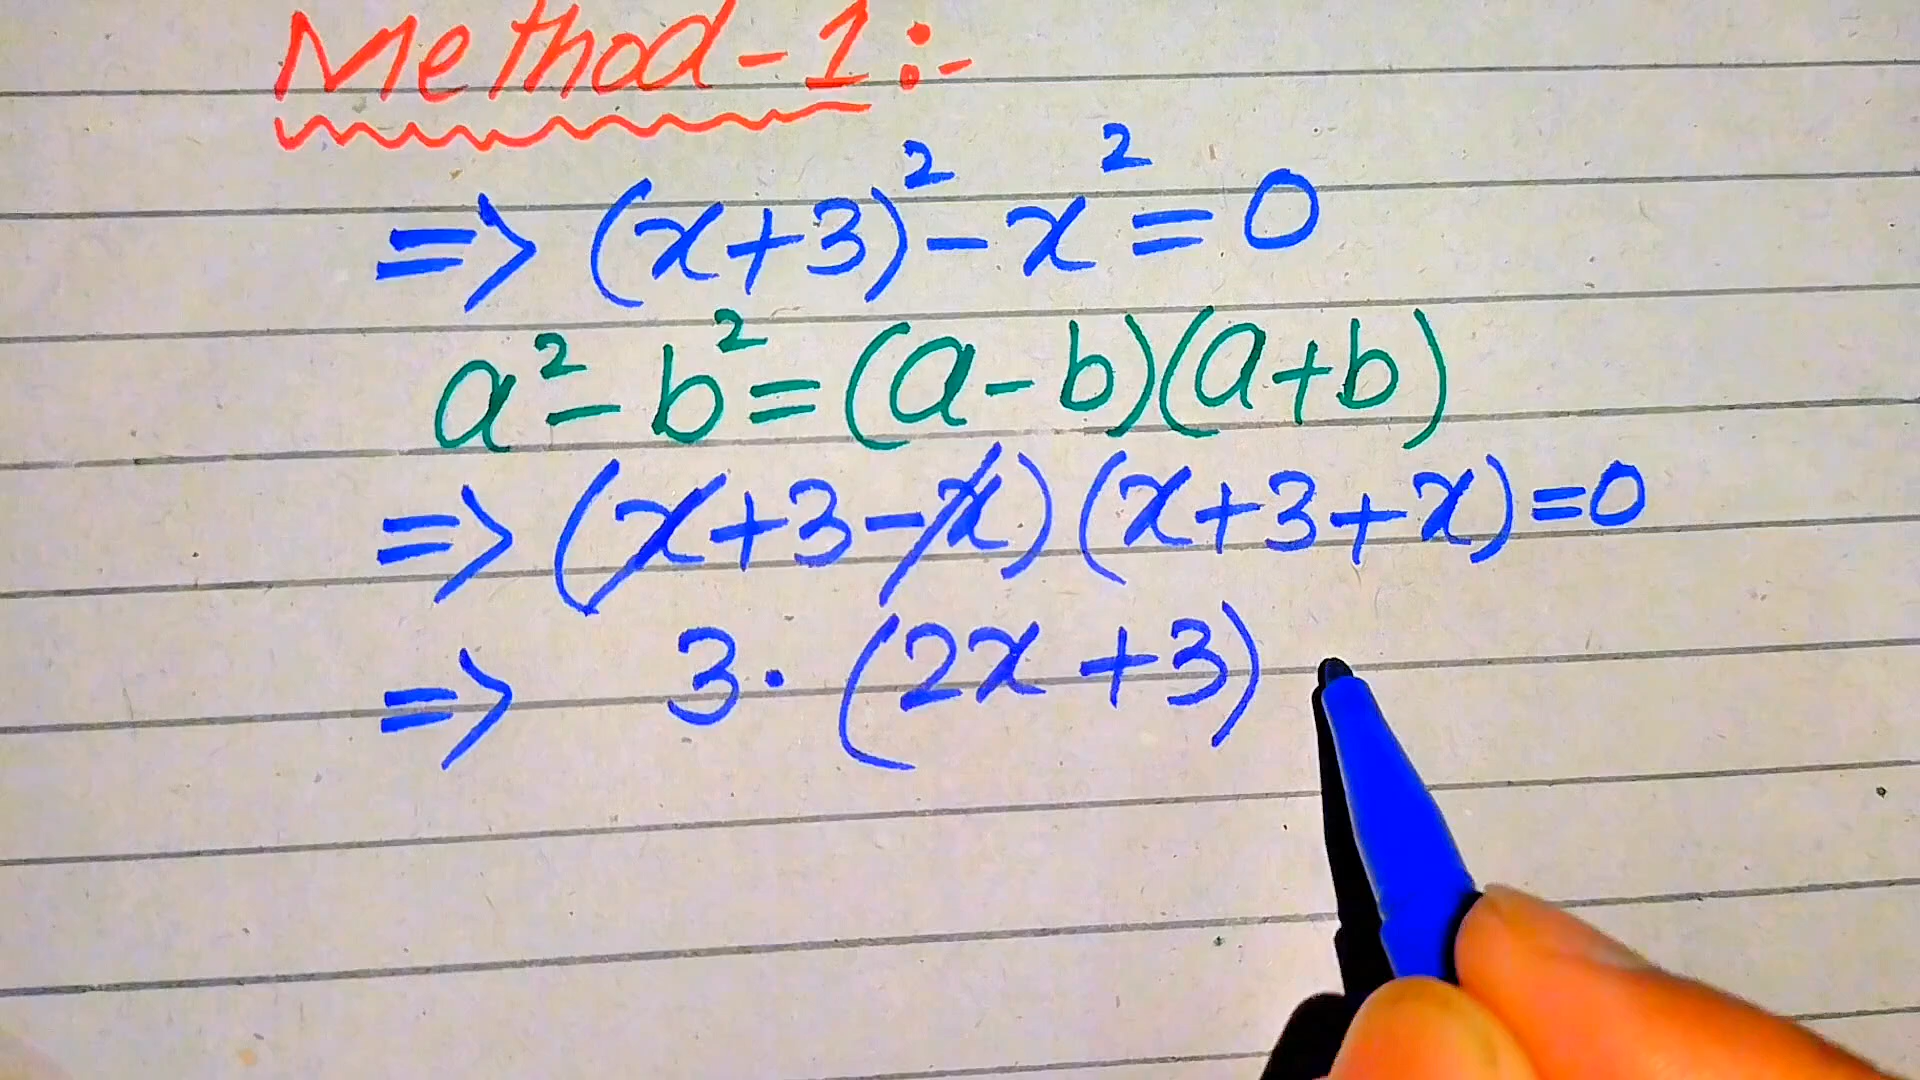 Method-1:-
=> (x+3)² - x² = 0
a² - b² = (a-b)(a+b)
=> (x+3-x)(x+3+x)=0
=> 3·(2x+3)